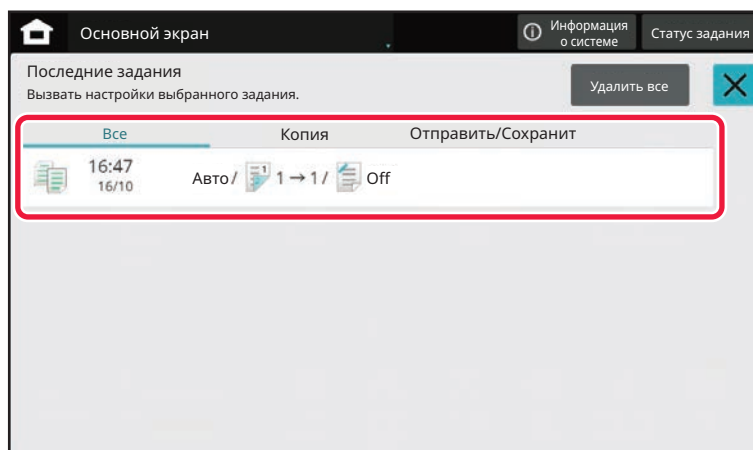 Основной экран
Информация
о системе
Статус задания
Последние задания
Вызвать настройки выбранного задания.
Удалить все
Все Копия Отправить/Сохранит
16:47
16/10
Авто / 1 1 → 1 / Off